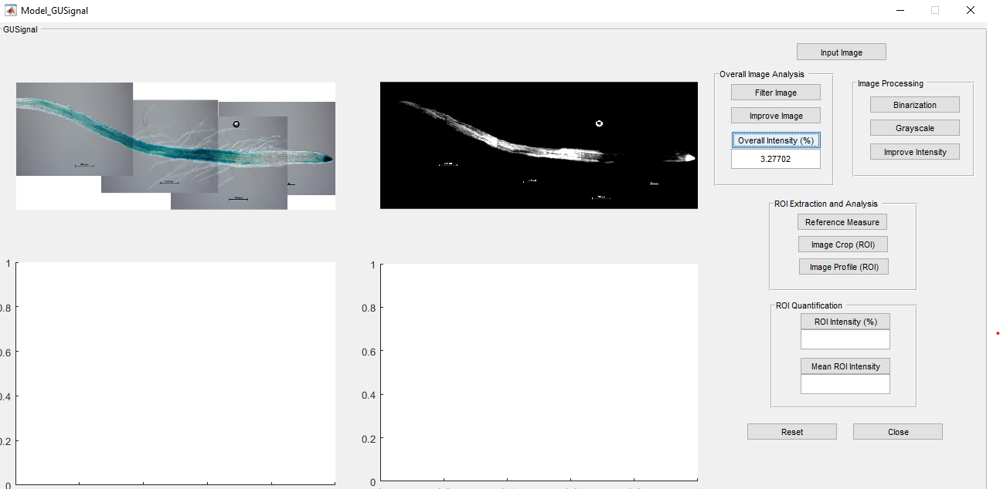 Model_GUSignal
GUSignal
Input Image
Overall Image Analysis
Filter Image
Improve Image
Overall Intensity (%)
3.27702
Image Processing
Binarization
Grayscale
Improve Intensity
ROI Extraction and Analysis
Reference Measure
Image Crop (ROI)
Image Profile (ROI)
ROI Quantification
ROI Intensity (%)
Mean ROI Intensity
Reset
Close
1
0.8
0.6
0.4
0.2
0
1
0.8
0.6
0.4
0.2
0